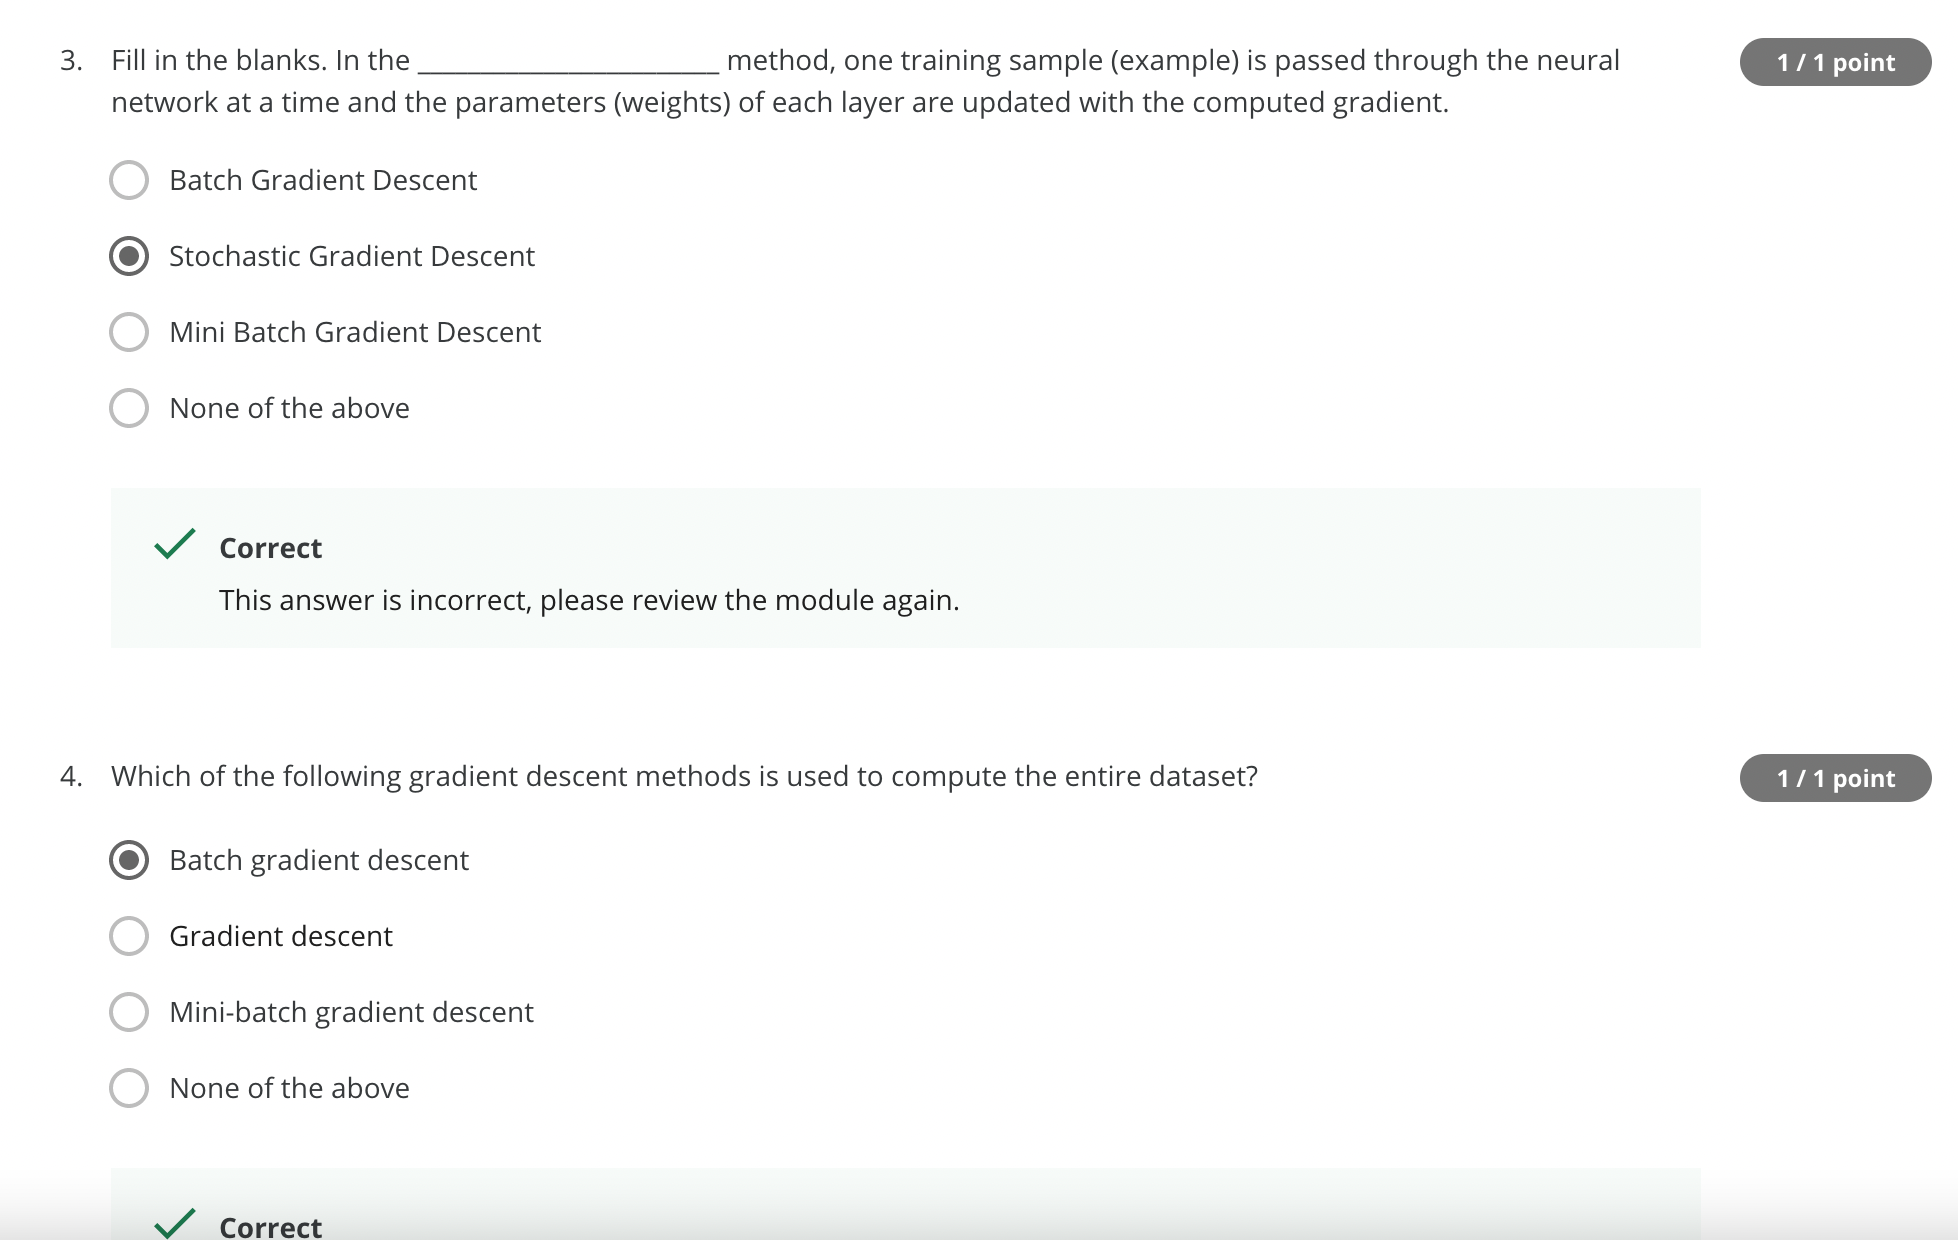 3. Fill in the blanks. In the ____________________ method, one training sample (example) is passed through the neural
1 / 1 point
network at a time and the parameters (weights) of each layer are updated with the computed gradient.
Batch Gradient Descent
Stochastic Gradient Descent
Mini Batch Gradient Descent
None of the above
Correct
This answer is incorrect, please review the module again.
4. Which of the following gradient descent methods is used to compute the entire dataset?
1 / 1 point
Batch gradient descent
Gradient descent
Mini-batch gradient descent
None of the above
Correct